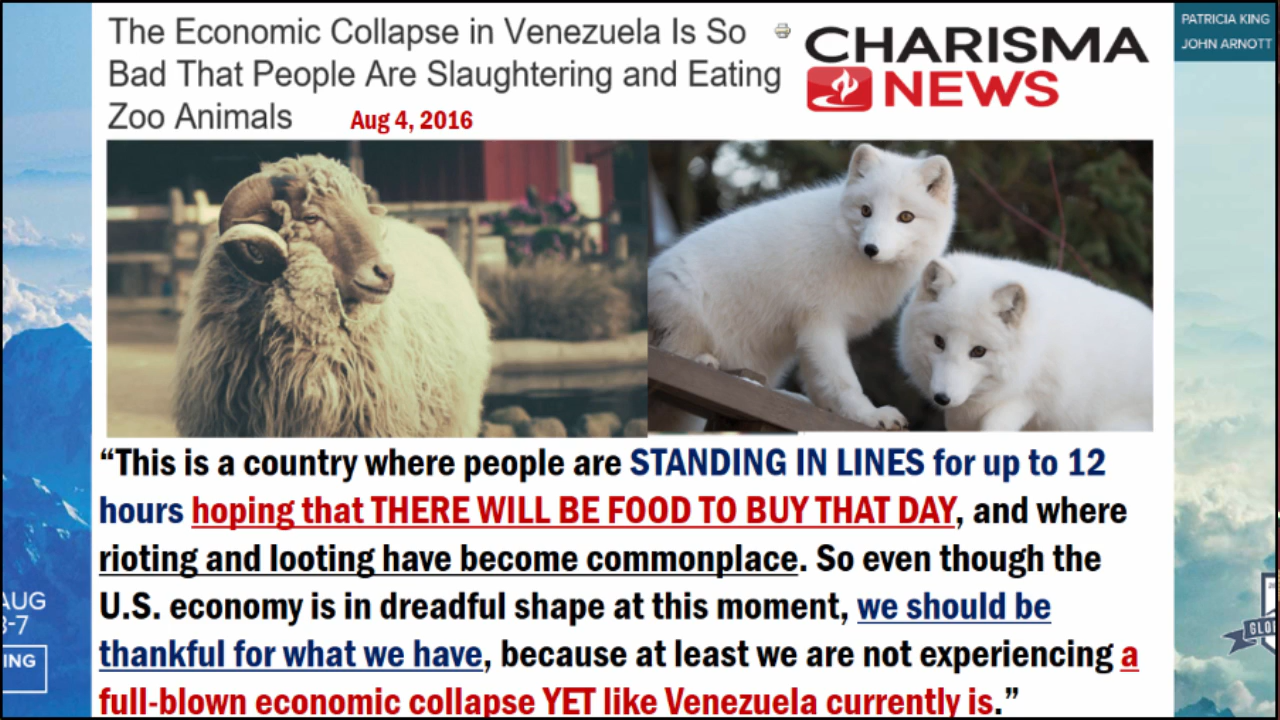 The Economic Collapse in Venezuela Is So
Bad That People Are Slaughtering and Eating
Zoo Animals
Aug 4, 2016
CHARISMA
NEWS
PATRICIA KING
JOHN ARNOTT
“This is a country where people are STANDING IN LINES for up to 12
hours hoping that THERE WILL BE FOOD TO BUY THAT DAY, and where
rioting and looting have become commonplace. So even though the
U.S. economy is in dreadful shape at this moment, we should be
thankful for what we have, because at least we are not experiencing a
full-blown economic collapse YET like Venezuela currently is.”
AUG
3-7
ING
GLO